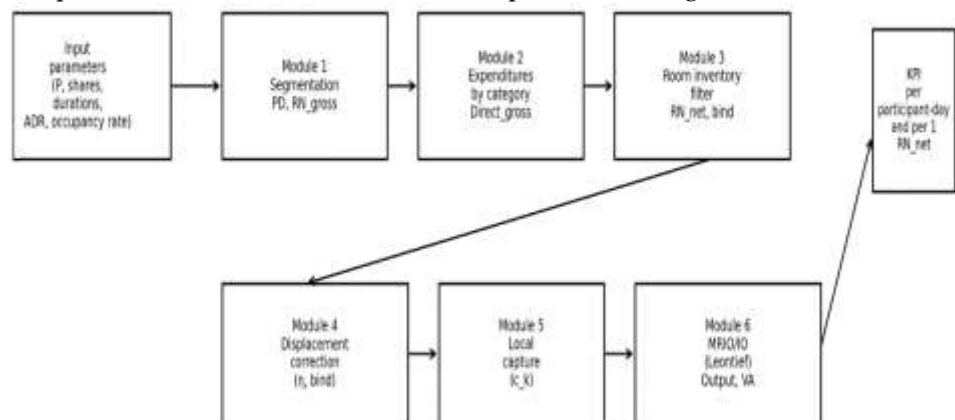 Input
parameters
(P, shares,
durations,
ADR, occupancy rate)
Module 1
Segmentation
PD, RN_gross
Module 2
Expenditures
by category
Direct_gross
Module 3
Room inventory
filter
RN_net, bind
KPI
per
participant-day
and per 1
RN_net
Module 4
Displacement
correction
(η, bind)
Module 5
Local
capture
(c_k)
Module 6
MRIO/IO
(Leontief)
Output, VA